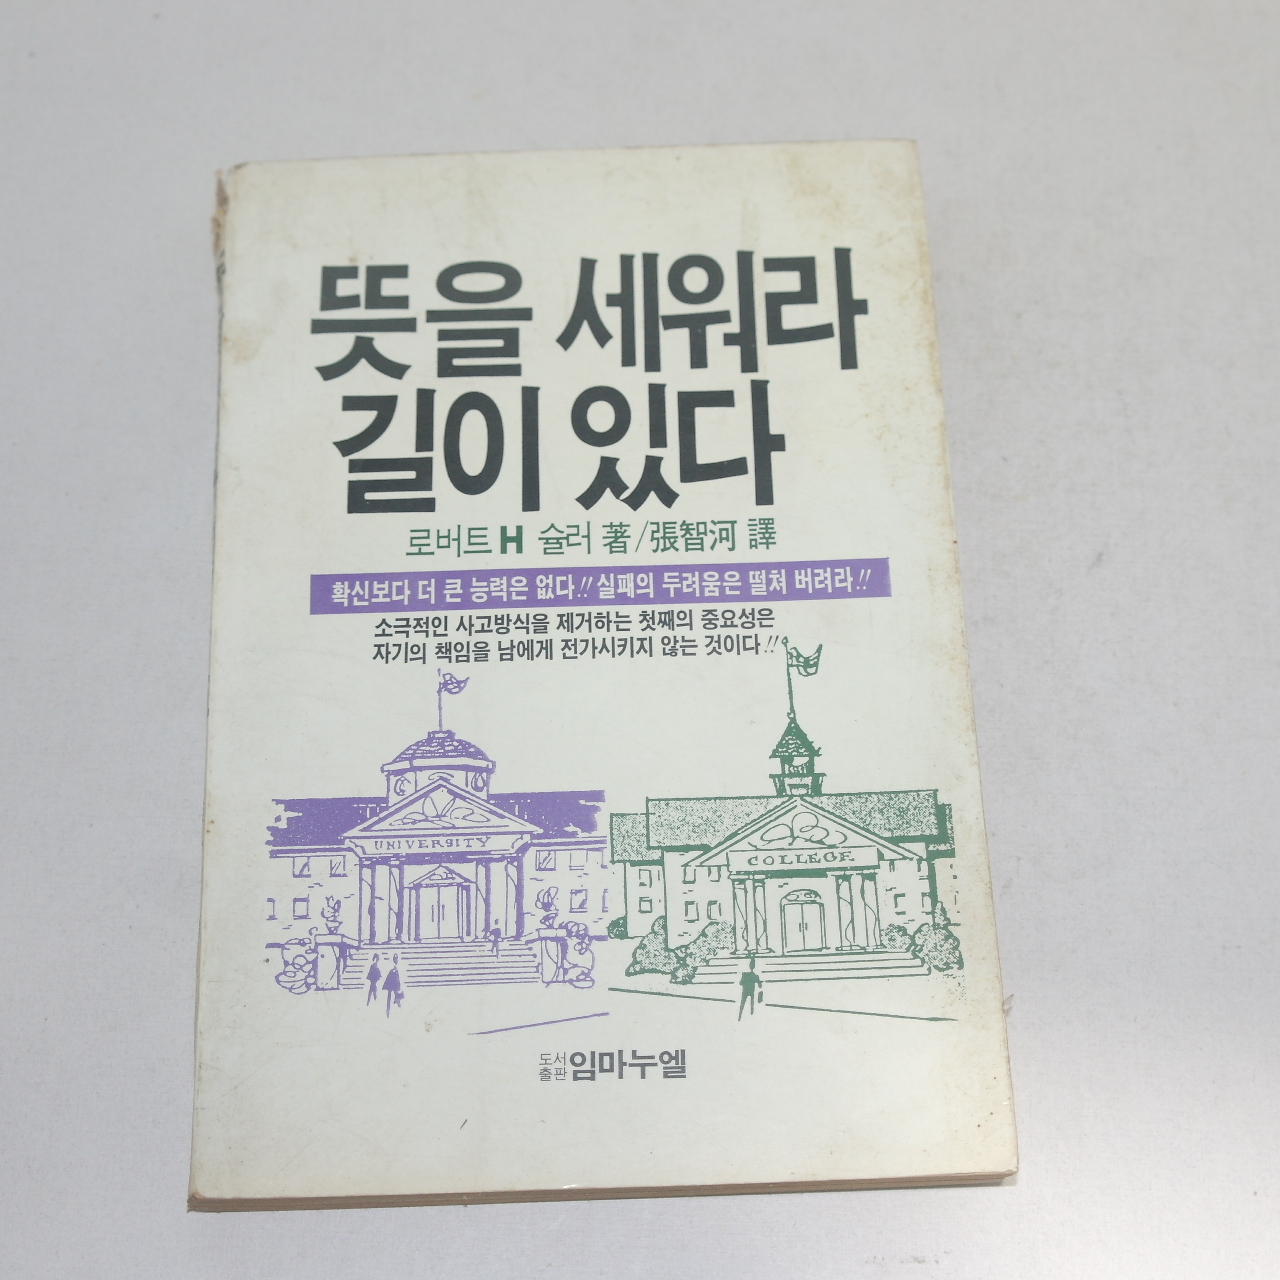 뜻을 세워라
길이 있다
로버트 H 슐러 著/張智河 譯
확신보다 더 큰 능력은 없다!! 실패의 두려움은 떨쳐 버려라!!
소극적인 사고방식을 제거하는 첫째의 중요성은
자기의 책임을 남에게 전가시키지 않는 것이다!!
UNIVERSITY
COLLEGE
도서출판 임마누엘